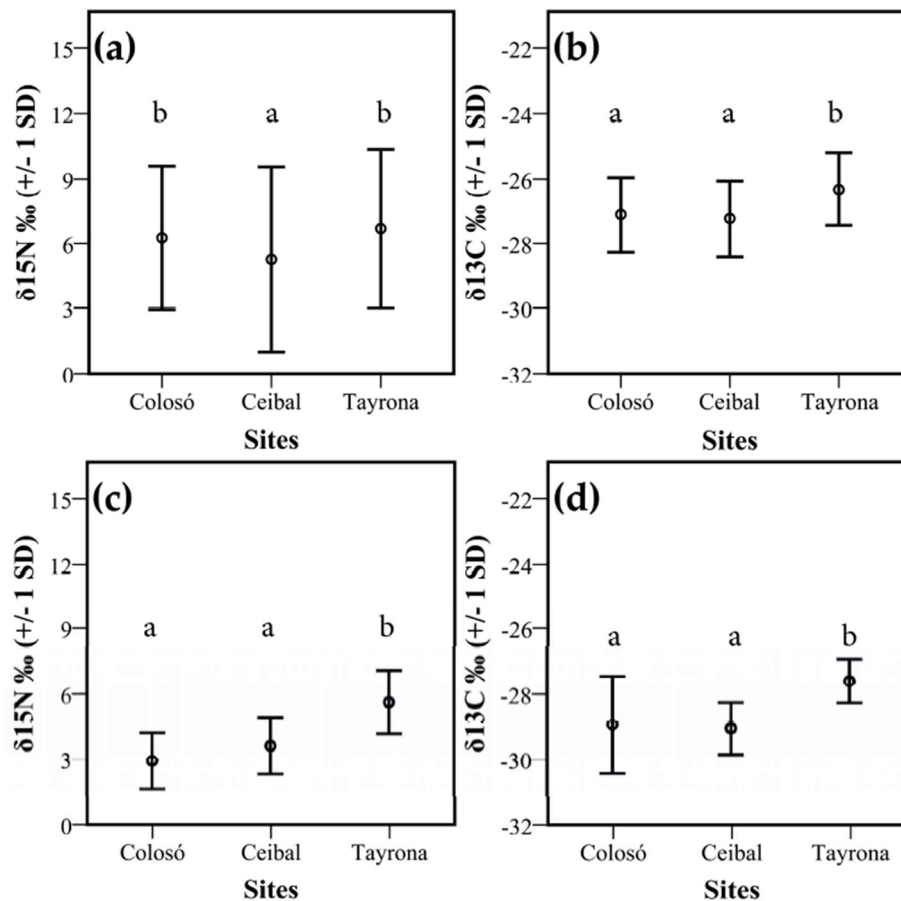 (a)
δ15N ‰ (+/- 1 SD)
15
12
9
6
3
0
b a b
Colosó Ceibal Tayrona
Sites
(b)
δ13C ‰ (+/- 1 SD)
-22
-24
-26
-28
-30
-32
a a b
Colosó Ceibal Tayrona
Sites
(c)
δ15N ‰ (+/- 1 SD)
15
12
9
6
3
0
a a b
Colosó Ceibal Tayrona
Sites
(d)
δ13C ‰ (+/- 1 SD)
-22
-24
-26
-28
-30
-32
a a b
Colosó Ceibal Tayrona
Sites